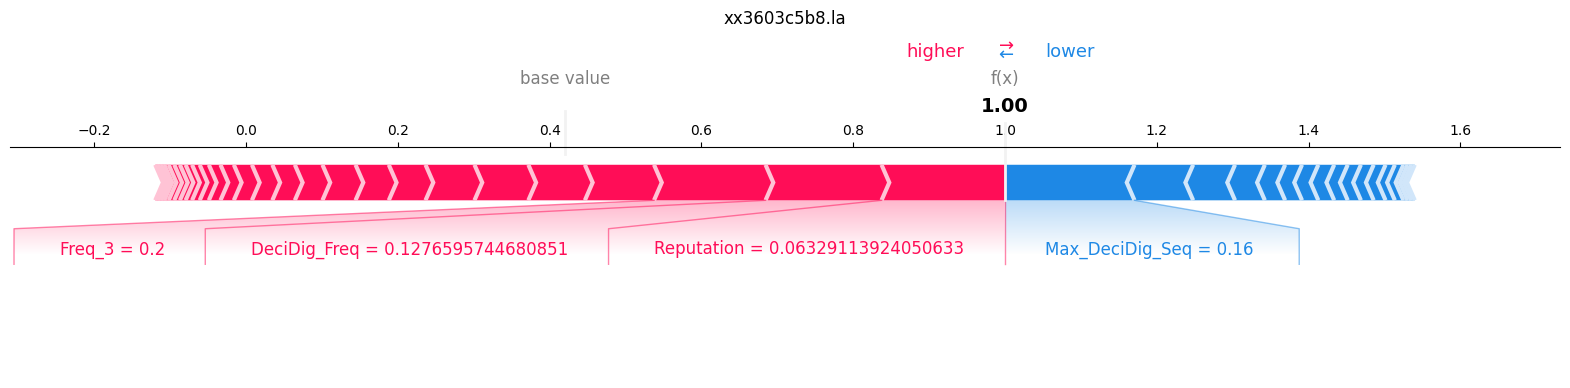 xx3603c5b8.la
higher ⇄ lower
base value f(x)
1.00
−0.2 0.0 0.2 0.4 0.6 0.8 1.0 1.2 1.4 1.6
Freq_3 = 0.2 DeciDig_Freq = 0.1276595744680851 Reputation = 0.06329113924050633 Max_DeciDig_Seq = 0.16